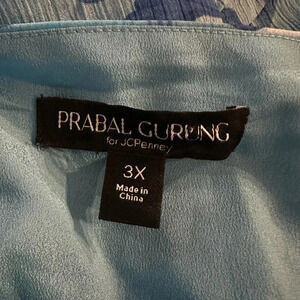 PRABAL GURUNG
for JCPenney
3X
Made in
China